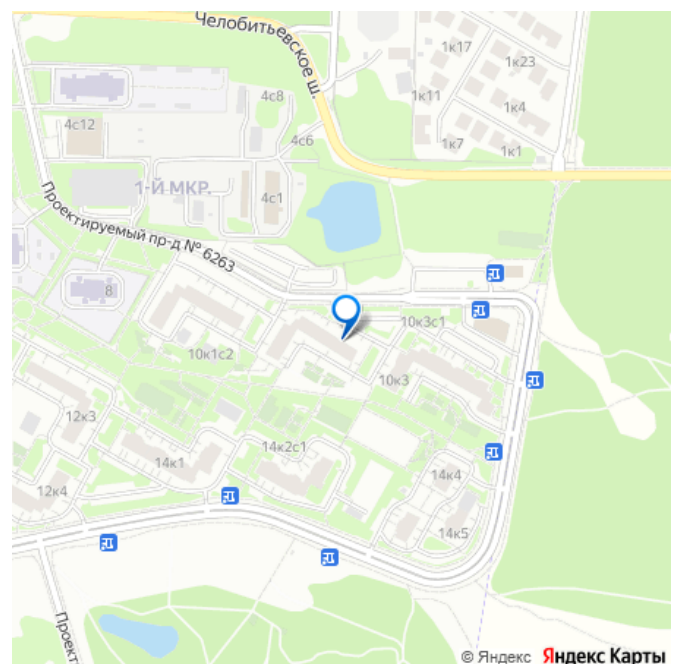 Челобитьевское ш.
1к17
1к23
1к11
1к4
4с8
4с12
4с6
1к7
1к1
1-Й МКР.
4с1
Проектируемый пр-д № 6263
8
10к3с1
10к1с2
10к3
12к3
14к2с1
14к1
14к4
12к4
14к5
Проект
© Яндекс Яндекс Карты